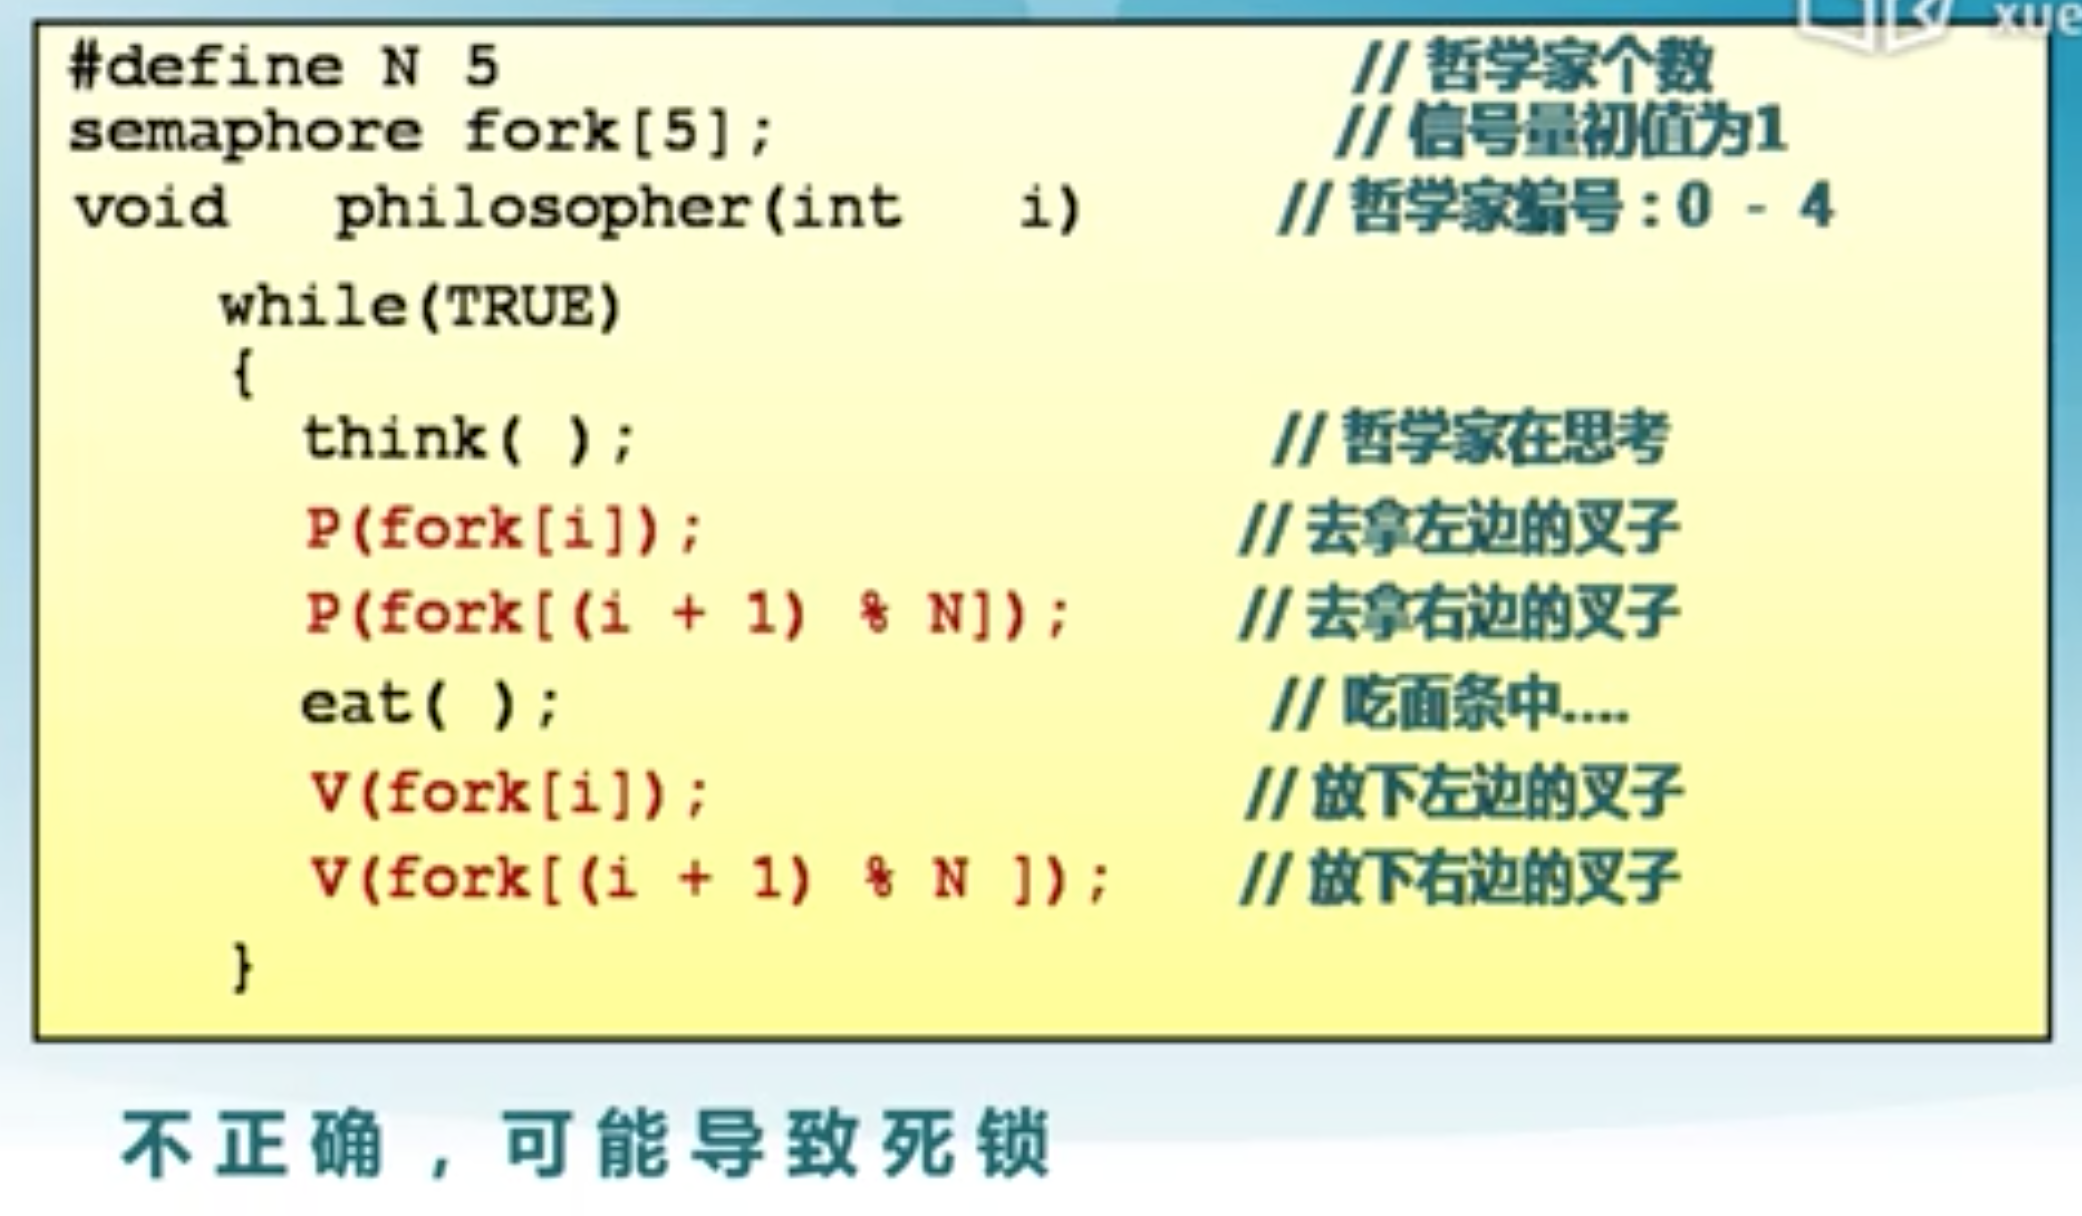 xue
#define N 5 // 哲学家个数
semaphore fork[5]; // 信号量初值为1
void philosopher(int i) // 哲学家编号:0 - 4
while(TRUE)
{
think( ); // 哲学家在思考
P(fork[i]); // 去拿左边的叉子
P(fork[(i + 1) % N]); // 去拿右边的叉子
eat( ); // 吃面条中....
V(fork[i]); // 放下左边的叉子
V(fork[(i + 1) % N ]); // 放下右边的叉子
}
不正确,可能导致死锁